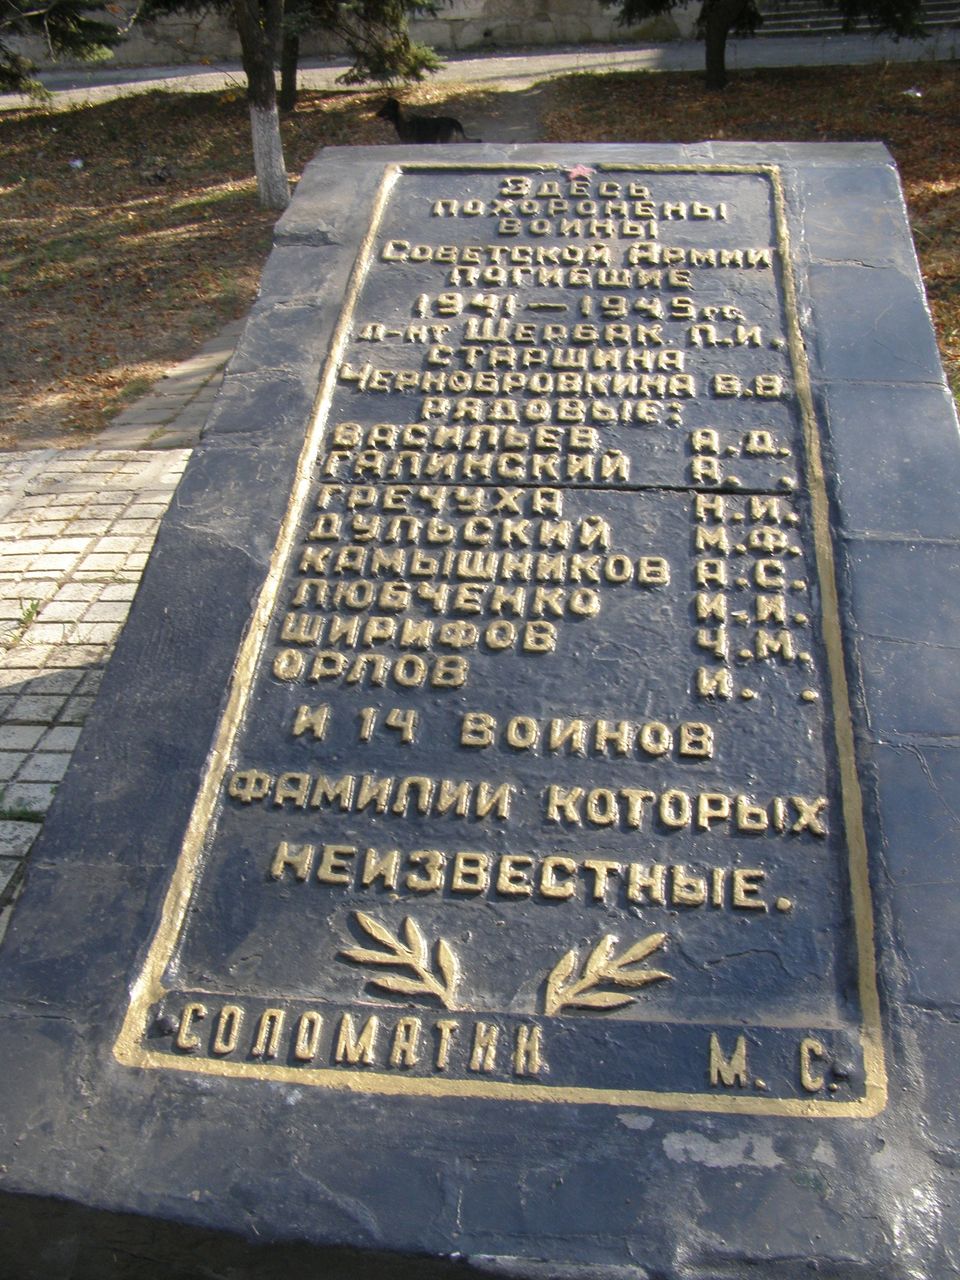 Здесь
похоронены
воины
Советской Армии
погибшие
1941 — 1945 гг.
л-нт Щербак П.И.
старшина
Чернобровкина В.В
рядовые:
Васильев А.Д.
Галинский А. .
Гречуха Н.И.
Дульский М.Ф.
Камышников А.С.
Любченко И.И.
Ширифов Ч.М.
Орлов И. .
и 14 воинов
фамилии которых
неизвестные.
Соломатин М. С.